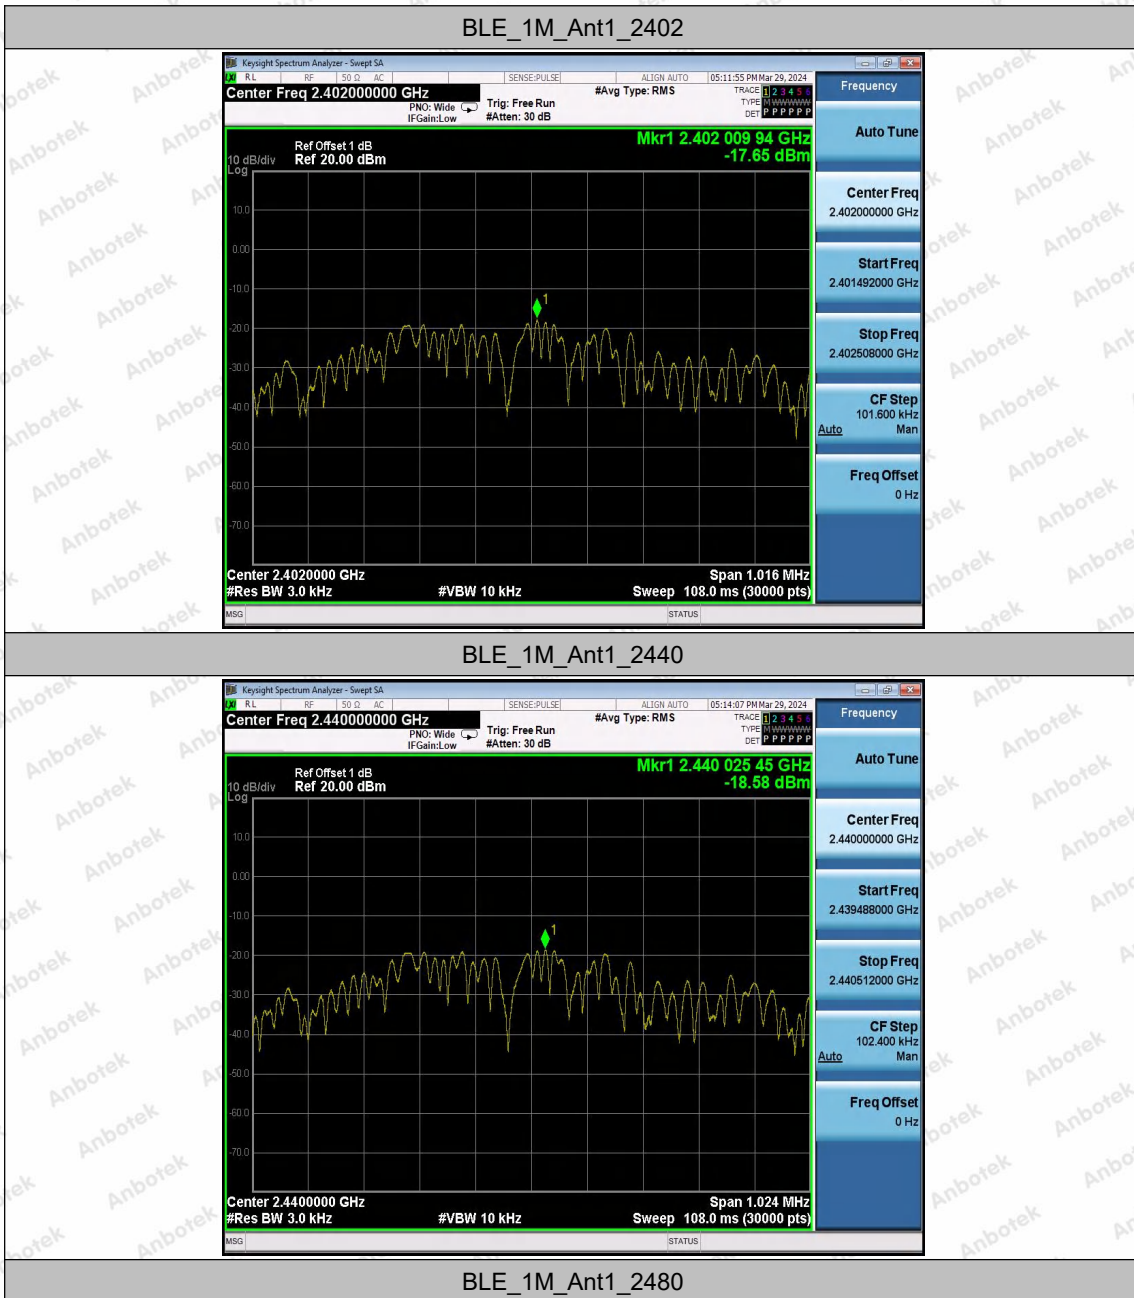 BLE_1M_Ant1_2402
Keysight Spectrum Analyzer - Swept SA
LXI RL RF 50 Ω AC SENSE:PULSE ALIGN AUTO 05:11:55 PM Mar 29, 2024
Center Freq 2.402000000 GHz #Avg Type: RMS TRACE 1 2 3 4 5 6
PNO: Wide Trig: Free Run TYPE M WWWWW
IFGain:Low #Atten: 30 dB DET P P P P P P
Mkr1 2.402 009 94 GHz
Ref Offset 1 dB
10 dB/div Ref 20.00 dBm -17.65 dBm
Log
10.0
0.00
1
-10.0
-20.0
-30.0
-40.0
-50.0
-60.0
-70.0
Center 2.4020000 GHz Span 1.016 MHz
#Res BW 3.0 kHz #VBW 10 kHz Sweep 108.0 ms (30000 pts)
MSG STATUS
Frequency
Auto Tune
Center Freq
2.402000000 GHz
Start Freq
2.401492000 GHz
Stop Freq
2.402508000 GHz
CF Step
101.600 kHz
Auto Man
Freq Offset
0 Hz
BLE_1M_Ant1_2440
Keysight Spectrum Analyzer - Swept SA
LXI RL RF 50 Ω AC SENSE:PULSE ALIGN AUTO 05:14:07 PM Mar 29, 2024
Center Freq 2.440000000 GHz #Avg Type: RMS TRACE 1 2 3 4 5 6
PNO: Wide Trig: Free Run TYPE M WWWWW
IFGain:Low #Atten: 30 dB DET P P P P P P
Mkr1 2.440 025 45 GHz
Ref Offset 1 dB
10 dB/div Ref 20.00 dBm -18.58 dBm
Log
10.0
0.00
-10.0
1
-20.0
-30.0
-40.0
-50.0
-60.0
-70.0
Center 2.4400000 GHz Span 1.024 MHz
#Res BW 3.0 kHz #VBW 10 kHz Sweep 108.0 ms (30000 pts)
MSG STATUS
Frequency
Auto Tune
Center Freq
2.440000000 GHz
Start Freq
2.439488000 GHz
Stop Freq
2.440512000 GHz
CF Step
102.400 kHz
Auto Man
Freq Offset
0 Hz
BLE_1M_Ant1_2480
Anbotek